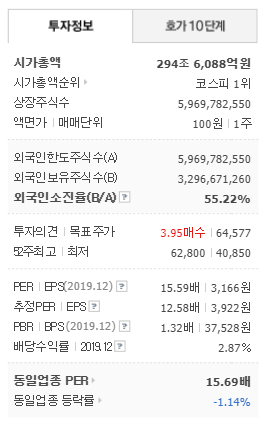 투자정보 호가 10단계
시가총액 294조 6,088억원
시가총액순위 코스피 1위
상장주식수 5,969,782,550
액면가 | 매매단위 100원 | 1주
외국인한도주식수(A) 5,969,782,550
외국인보유주식수(B) 3,296,671,260
외국인소진율(B/A) ? 55.22%
투자의견 | 목표주가 3.95매수 | 64,577
52주최고 | 최저 62,800 | 40,850
PER | EPS(2019.12) ? 15.59배 | 3,166원
추정PER | EPS ? 12.58배 | 3,922원
PBR | BPS(2019.12) ? 1.32배 | 37,528원
배당수익률 | 2019.12 ? 2.87%
동일업종 PER 15.69배
동일업종 등락률 -1.14%